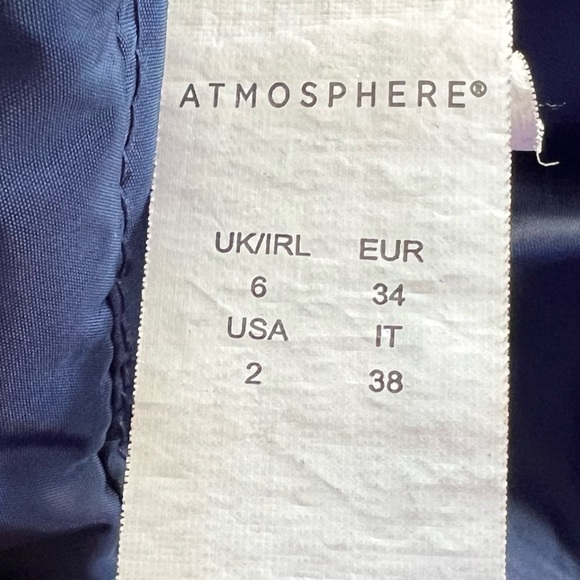 ATMOSPHERE®
UK/IRL EUR
6 34
USA IT
2 38